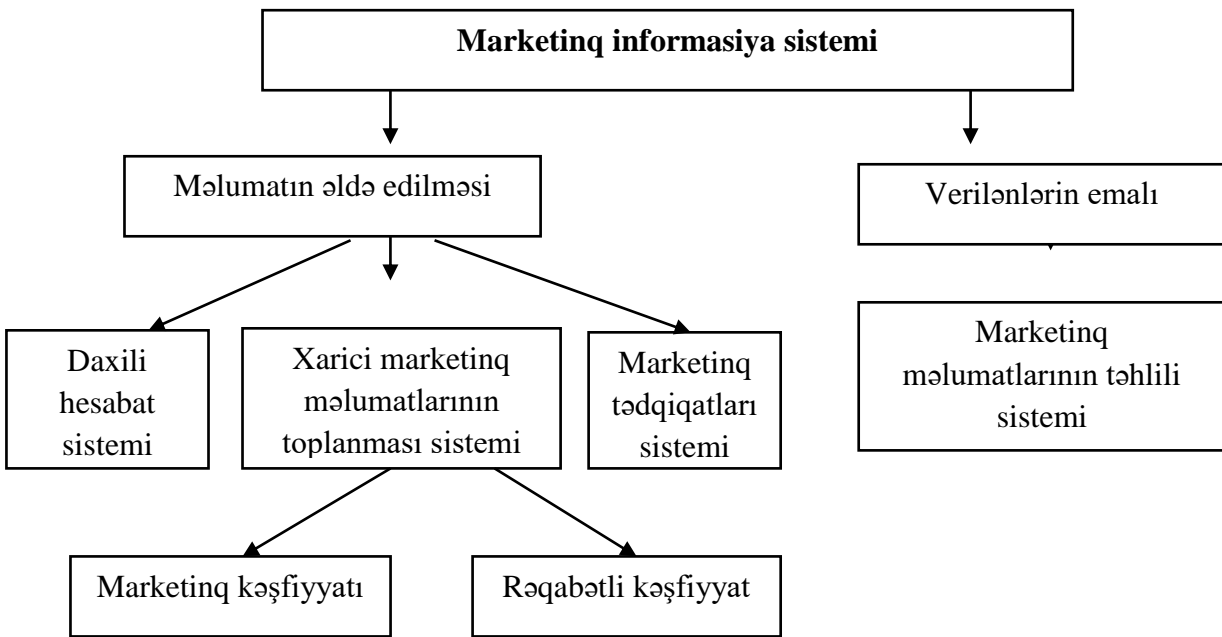 Marketinq informasiya sistemi
Məlumatın əldə edilməsi
Verilənlərin emalı
Daxili
hesabat
sistemi
Xarici marketinq
məlumatlarının
toplanması sistemi
Marketinq
tədqiqatları
sistemi
Marketinq
məlumatlarının təhlili
sistemi
Marketinq kəşfiyyatı
Rəqabətli kəşfiyyat